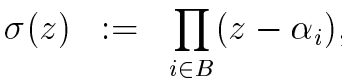 σ(z) := ∏_{i∈B}(z − α_i),